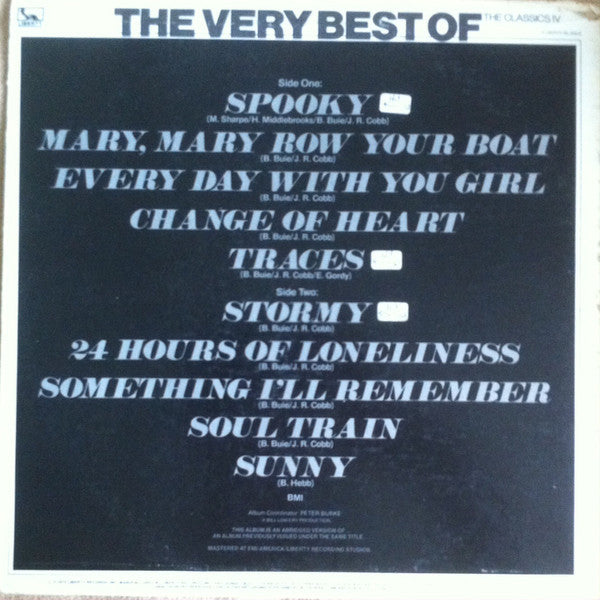 THE VERY BEST OF THE CLASSICS IV
LIBERTY
Side One:
SPOOKY
(M. Sharpe/H. Middlebrooks/B. Buie/J. R. Cobb)
MARY, MARY ROW YOUR BOAT
(B. Buie/J. R. Cobb)
EVERY DAY WITH YOU GIRL
(B. Buie/J. R. Cobb)
CHANGE OF HEART
(B. Buie/J. R. Cobb)
TRACES
(B. Buie/J. R. Cobb/E. Gordy)
Side Two:
STORMY
(B. Buie/J. R. Cobb)
24 HOURS OF LONELINESS
(B. Buie/J. R. Cobb)
SOMETHING I'LL REMEMBER
(B. Buie/J. R. Cobb)
SOUL TRAIN
(B. Buie/J. R. Cobb)
SUNNY
(B. Hebb)
BMI
Album Coordinator: PETER BURKE
A BILL LOWERY PRODUCTION
THIS ALBUM IS AN ABRIDGED VERSION OF
AN ALBUM PREVIOUSLY ISSUED UNDER THE SAME TITLE
MASTERED AT EMI AMERICA/LIBERTY RECORDING STUDIOS